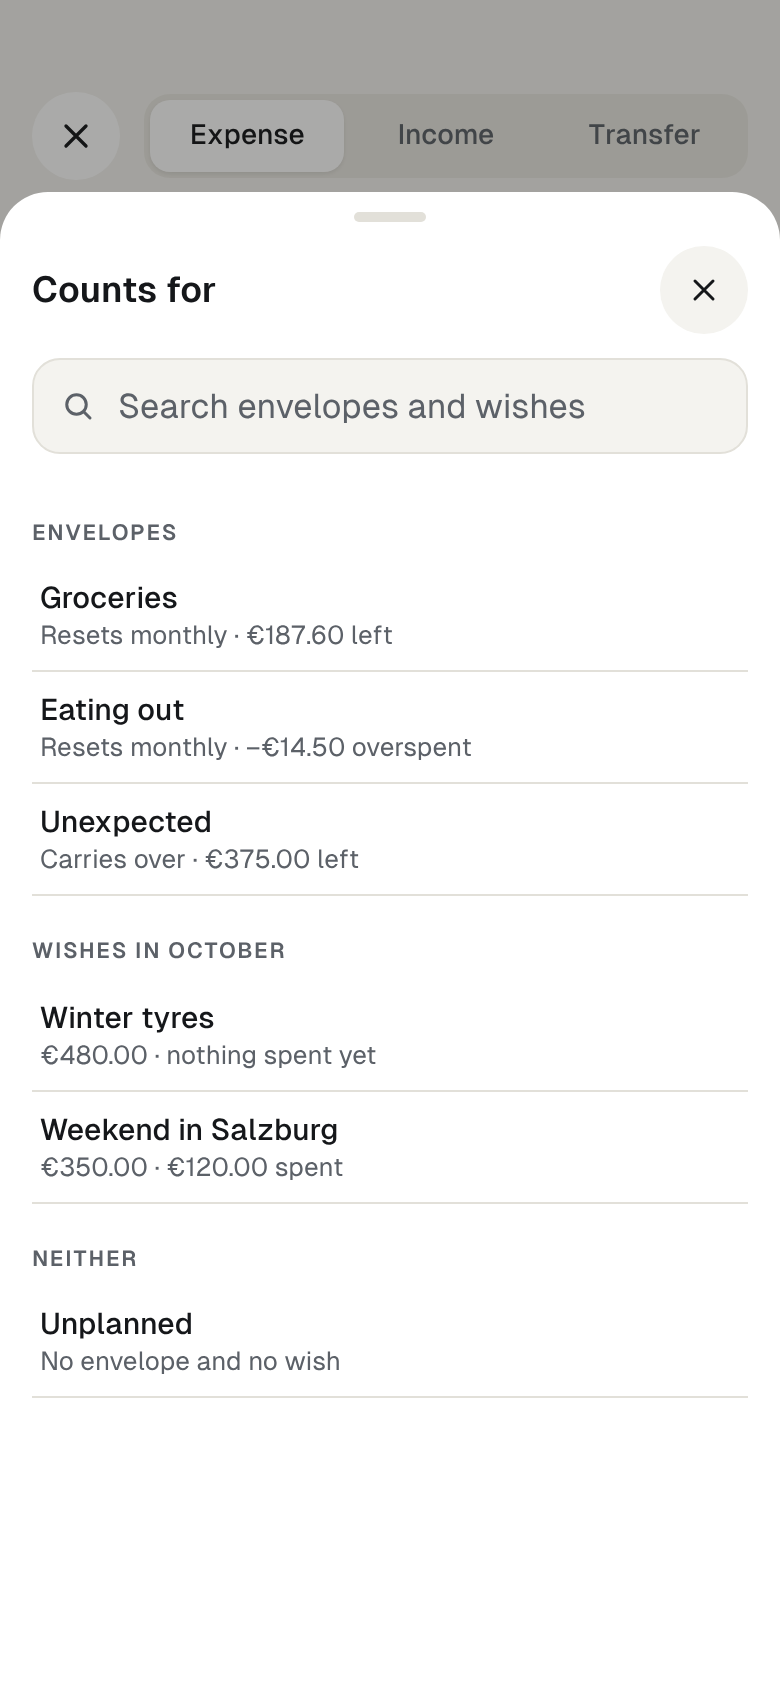 Expense Income Transfer
Counts for
Search envelopes and wishes
ENVELOPES
Groceries
Resets monthly · €187.60 left
Eating out
Resets monthly · −€14.50 overspent
Unexpected
Carries over · €375.00 left
WISHES IN OCTOBER
Winter tyres
€480.00 · nothing spent yet
Weekend in Salzburg
€350.00 · €120.00 spent
NEITHER
Unplanned
No envelope and no wish